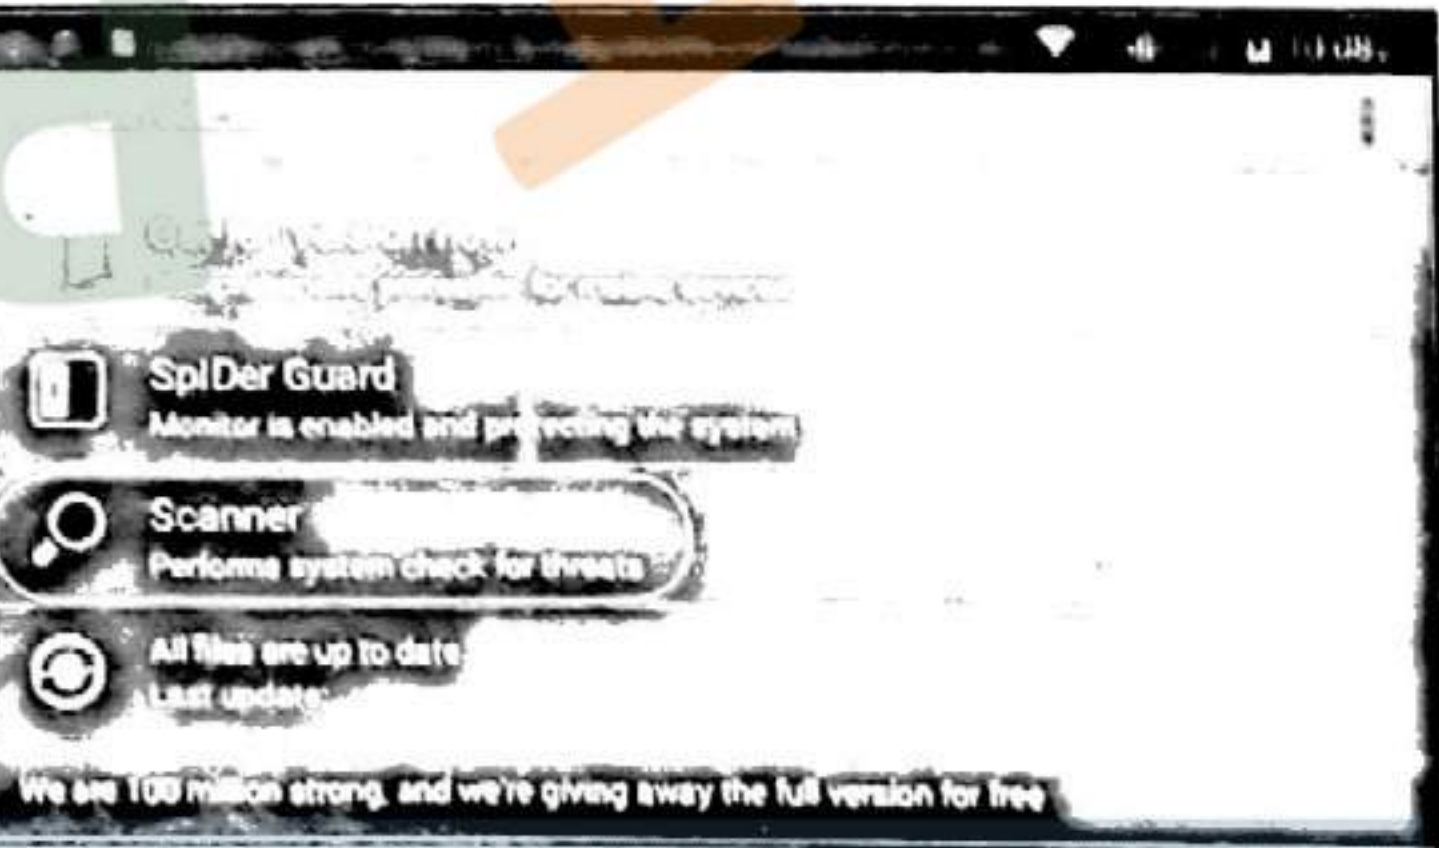 SpIDer Guard
Monitor is enabled and protecting the system
Scanner
Performs system check for threats
All files are up to date
Last update:
We are 100 million strong, and we're giving away the full version for free